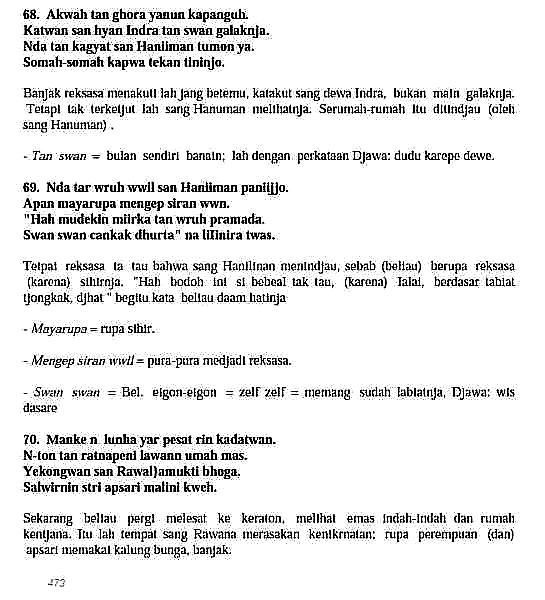 68. Akwah tan ghora yanun kapanguh.
Katwan san hyan Indra tan swan galaknja.
Nda tan kagyat san Haniiman tumon ya.
Somah-somah kapwa tekan tininjo.
Banjak reksasa menakuti lah jang betemu, katakut sang dewa Indra, bukan main galaknja.
Tetapi tak terketjut lah sang Hanuman melihatnja. Serumah-rumah itu ditindjau (oleh
sang Hanuman) .
- Tan swan = bulan sendiri banain; lah dengan perkataan Djawa: dudu karepe dewe.
69. Nda tar wruh wwil san Haniiman paniijjo.
Apan mayarupa mengep siran wwn.
"Hah mudekin miirka tan wruh pramada.
Swan swan cankak dhurta" na liIinira twas.
Tetpai reksasa ta tau bahwa sang Hanilinan menindjau, sebab (beliau) berupa reksasa
(karena) sihirnja. "Hah bodoh ini si bebeal tak tau, (karena) lalai, berdasar tabiat
tjongkak, djhat " begitu kata beliau daam hatinja
- Mayarupa = rupa sibir.
- Mengep siran wwil = pura-pura medjadi reksasa.
- Swan swan = Bel. eigon-eigon = zelf zelf = memang sudah labiatnja, Djawa: wis
dasare
70. Manke n lunha yar pesat rin kadatwan.
N-ton tan ratnapeni lawann umah mas.
Yekongwan san Rawal)amukti bhoga.
Salwirnin stri apsari malini kweh.
Sekarang beliau pergi melesat ke keraton, melihat emas indah-indah dan rumah
kentjana. Itu lah tempat sang Rawana merasakan kenikrnatan; rupa perempuan (dan)
apsari memakai kalung bunga, banjak.
473